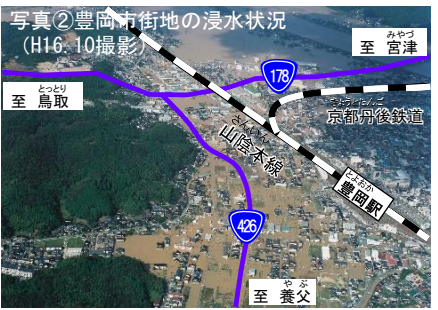 写真②豊岡市街地の浸水状況
（H16.10撮影）
みやづ
至 宮津
178
とっとり
至 鳥取
きょうとたんご
京都丹後鉄道
さんいん
山陰本線
とよおか
豊岡駅
426
やぶ
至 養父